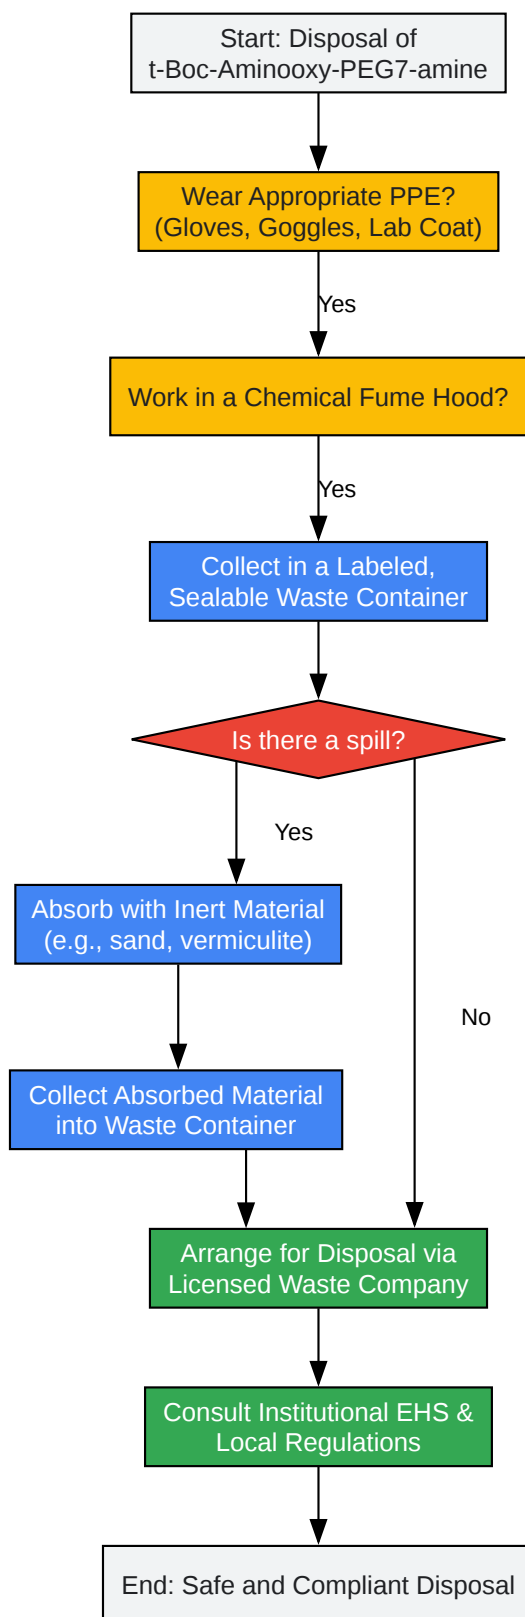 Start: Disposal of
t-Boc-Aminooxy-PEG7-amine
Wear Appropriate PPE?
(Gloves, Goggles, Lab Coat)
Yes
Work in a Chemical Fume Hood?
Yes
Collect in a Labeled,
Sealable Waste Container
Is there a spill?
Yes
Absorb with Inert Material
(e.g., sand, vermiculite)
No
Collect Absorbed Material
into Waste Container
Arrange for Disposal via
Licensed Waste Company
Consult Institutional EHS &
Local Regulations
End: Safe and Compliant Disposal